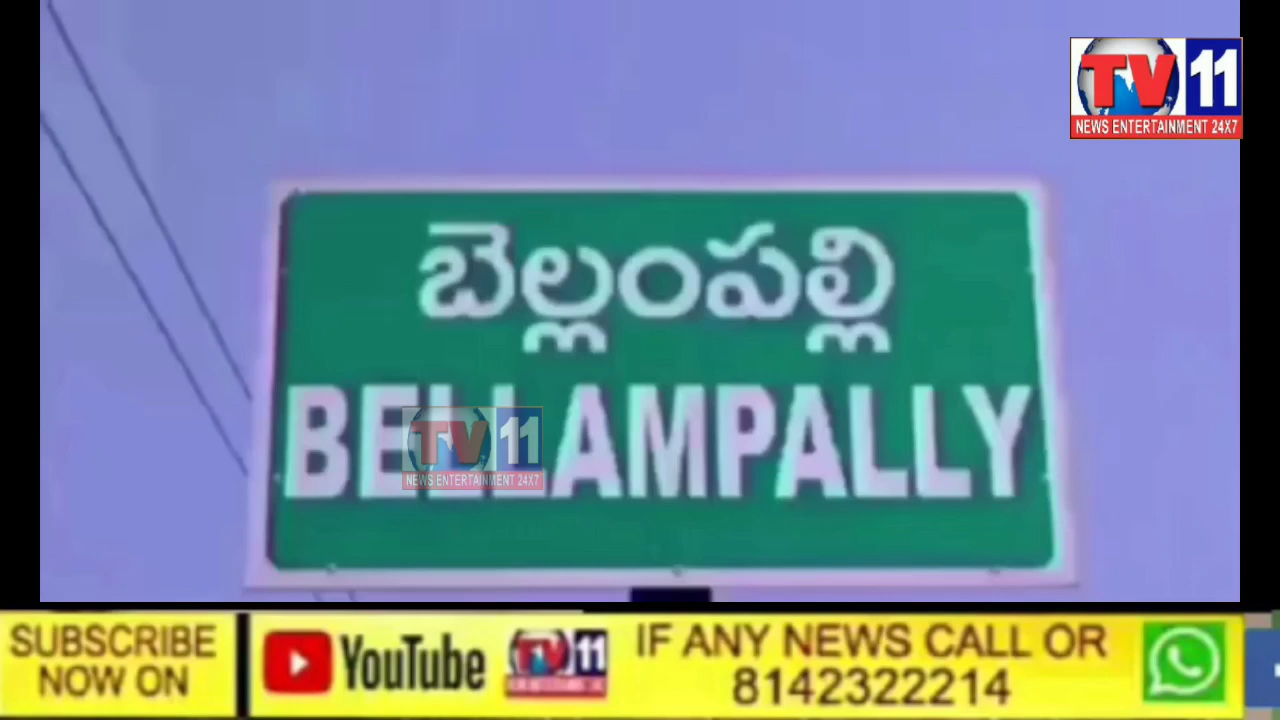 TV 11
NEWS ENTERTAINMENT 24X7
బెల్లంపల్లి
BELLAMPALLY
TV 11
NEWS ENTERTAINMENT 24X7
SUBSCRIBE
NOW ON
YouTube
TV 11
IF ANY NEWS CALL OR
8142322214